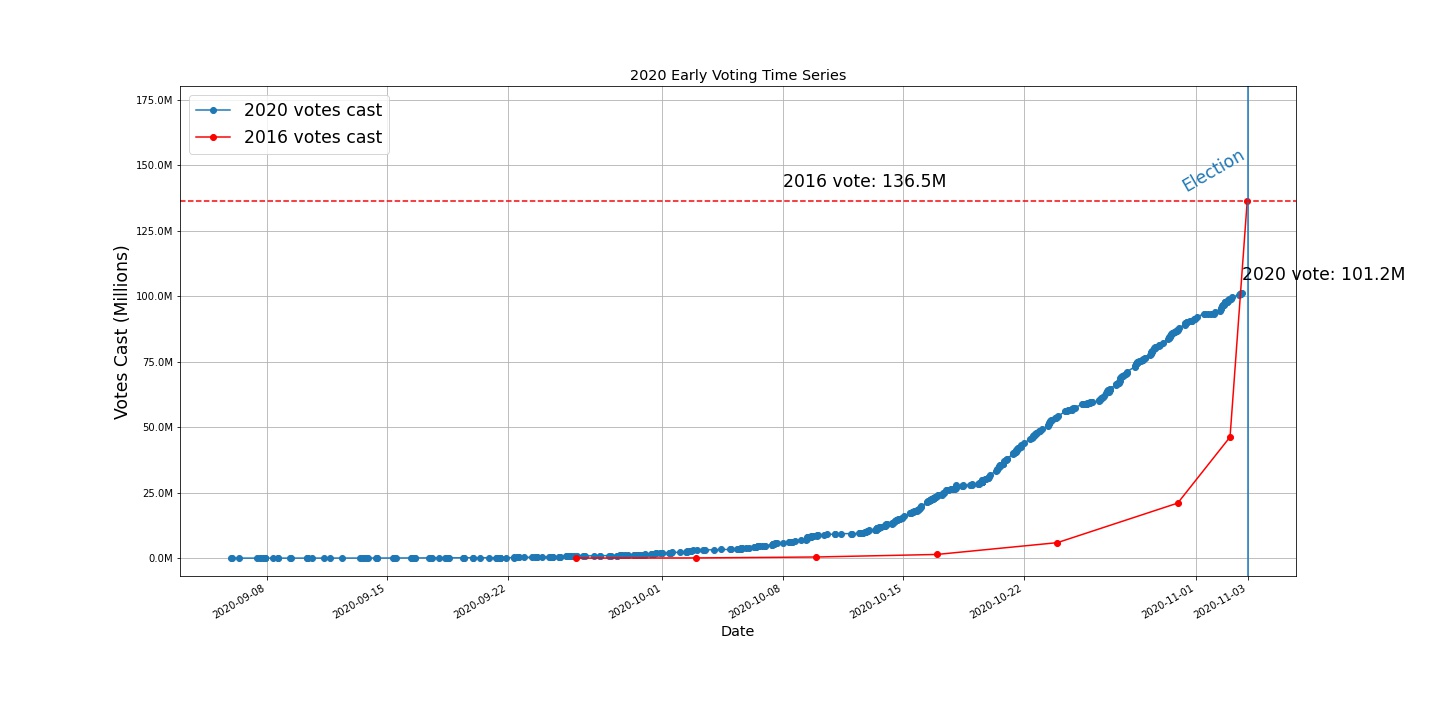 2020 Early Voting Time Series
175.0M
150.0M
125.0M
100.0M
75.0M
50.0M
25.0M
0.0M
Votes Cast (Millions)
2020 votes cast
2016 votes cast
2016 vote: 136.5M
Election
2020 vote: 101.2M
2020-09-08
2020-09-15
2020-09-22
2020-10-01
2020-10-08
2020-10-15
2020-10-22
2020-11-01
2020-11-03
Date